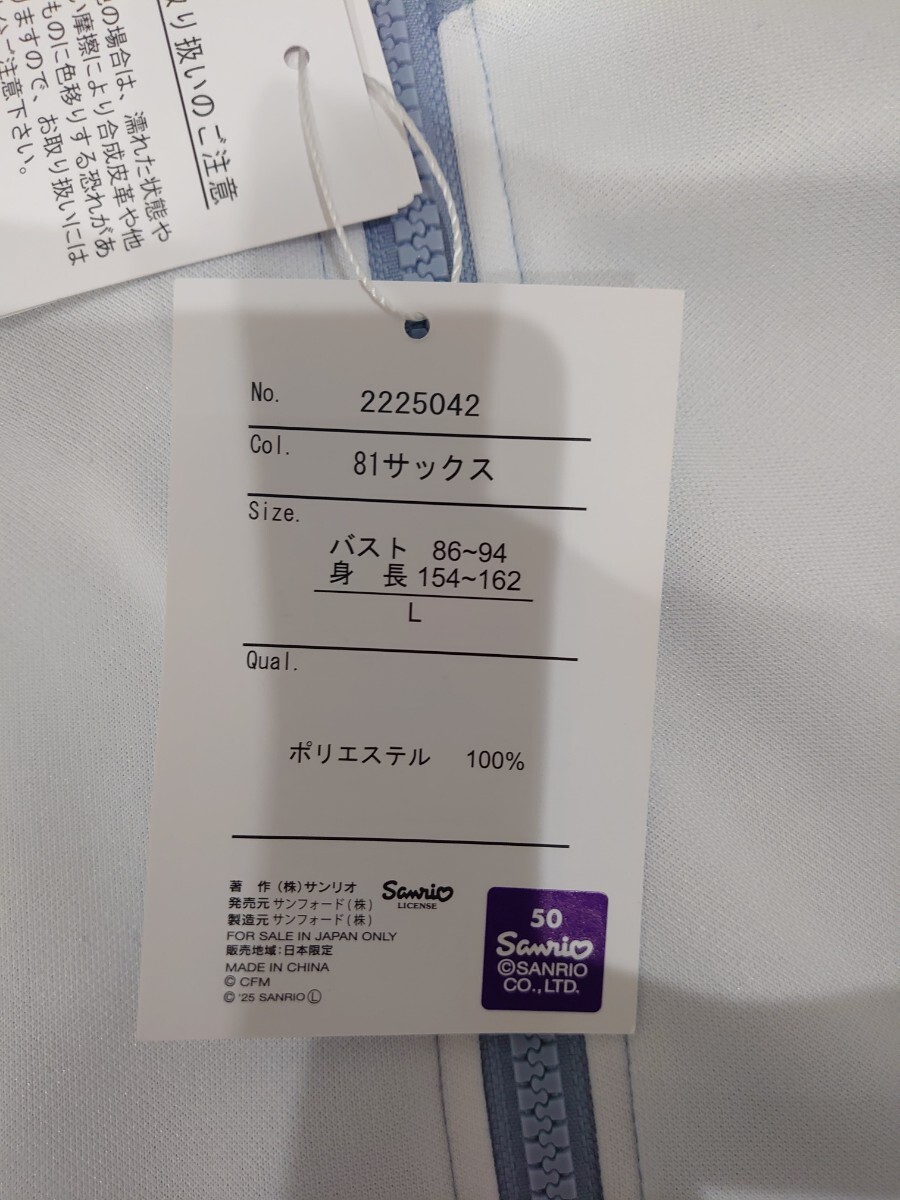 取り扱いのご注意
の場合は、濡れた状態や
摩擦により合成皮革や他
ものに色移りする恐れがあ
ますので、お取り扱いには
ご注意下さい。
No. 2225042
Col. 81サックス
Size.
バスト 86~94
身 長 154~162
L
Qual.
ポリエステル 100%
著 作 (株)サンリオ
発売元 サンフォード(株)
製造元 サンフォード(株)
Sanrio
LICENSE
FOR SALE IN JAPAN ONLY
販売地域:日本限定
MADE IN CHINA
© CFM
© '25 SANRIO Ⓛ
50
Sanrio
©SANRIO
CO.,LTD.